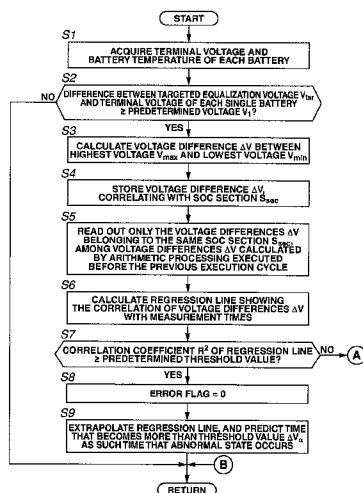 START
S1
ACQUIRE TERMINAL VOLTAGE AND
BATTERY TEMPERATURE OF EACH BATTERY
S2
NO
DIFFERENCE BETWEEN TARGETED EQUALIZATION VOLTAGE Vtar
AND TERMINAL VOLTAGE OF EACH SINGLE BATTERY
≥ PREDETERMINED VOLTAGE V1?
YES
S3
CALCULATE VOLTAGE DIFFERENCE ΔV BETWEEN
HIGHEST VOLTAGE Vmax AND LOWEST VOLTAGE Vmin
S4
STORE VOLTAGE DIFFERENCE ΔV,
CORRELATING WITH SOC SECTION Ssec
S5
READ OUT ONLY THE VOLTAGE DIFFERENCES ΔV
BELONGING TO THE SAME SOC SECTION Ssec,
AMONG VOLTAGE DIFFERENCES ΔV CALCULATED
BY ARITHMETIC PROCESSING EXECUTED
BEFORE THE PREVIOUS EXECUTION CYCLE
S6
CALCULATE REGRESSION LINE SHOWING
THE CORRELATION OF VOLTAGE DIFFERENCES ΔV
WITH MEASUREMENT TIMES
S7
CORRELATION COEFFICIENT R² OF REGRESSION LINE
≥ PREDETERMINED THRESHOLD VALUE?
NO
A
YES
S8
ERROR FLAG = 0
S9
EXTRAPOLATE REGRESSION LINE, AND PREDICT TIME
THAT BECOMES MORE THAN THRESHOLD VALUE ΔVα
AS SUCH TIME THAT ABNORMAL STATE OCCURS
B
RETURN